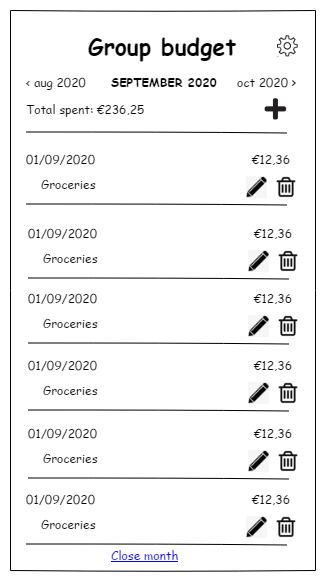 Group budget
< aug 2020 SEPTEMBER 2020 oct 2020 >
Total spent: €236,25
01/09/2020 €12,36
Groceries
01/09/2020 €12,36
Groceries
01/09/2020 €12,36
Groceries
01/09/2020 €12,36
Groceries
01/09/2020 €12,36
Groceries
01/09/2020 €12,36
Groceries
Close month